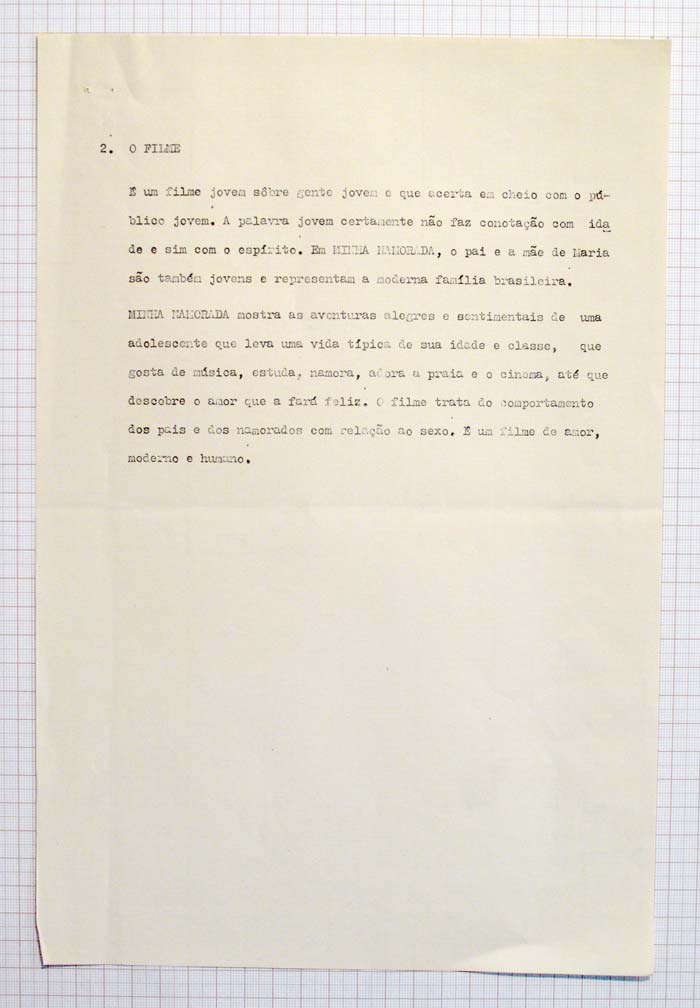 2. O FILME
É um filme jovem sôbre gente jovem e que acerta em cheio com o pú-
blico jovem. A palavra jovem certamente não faz conotação com ida
de e sim com o espírito. Em MINHA NAMORADA, o pai e a mãe de Maria
são também jovens e representam a moderna família brasileira.
MINHA NAMORADA mostra as aventuras alegres e sentimentais de uma
adolescente que leva uma vida típica de sua idade e classe, que
gosta de música, estuda, namora, adora a praia e o cinema, até que
descobre o amor que a fará feliz. O filme trata do comportamento
dos pais e dos namorados com relação ao sexo. É um filme de amor,
moderno e humano.